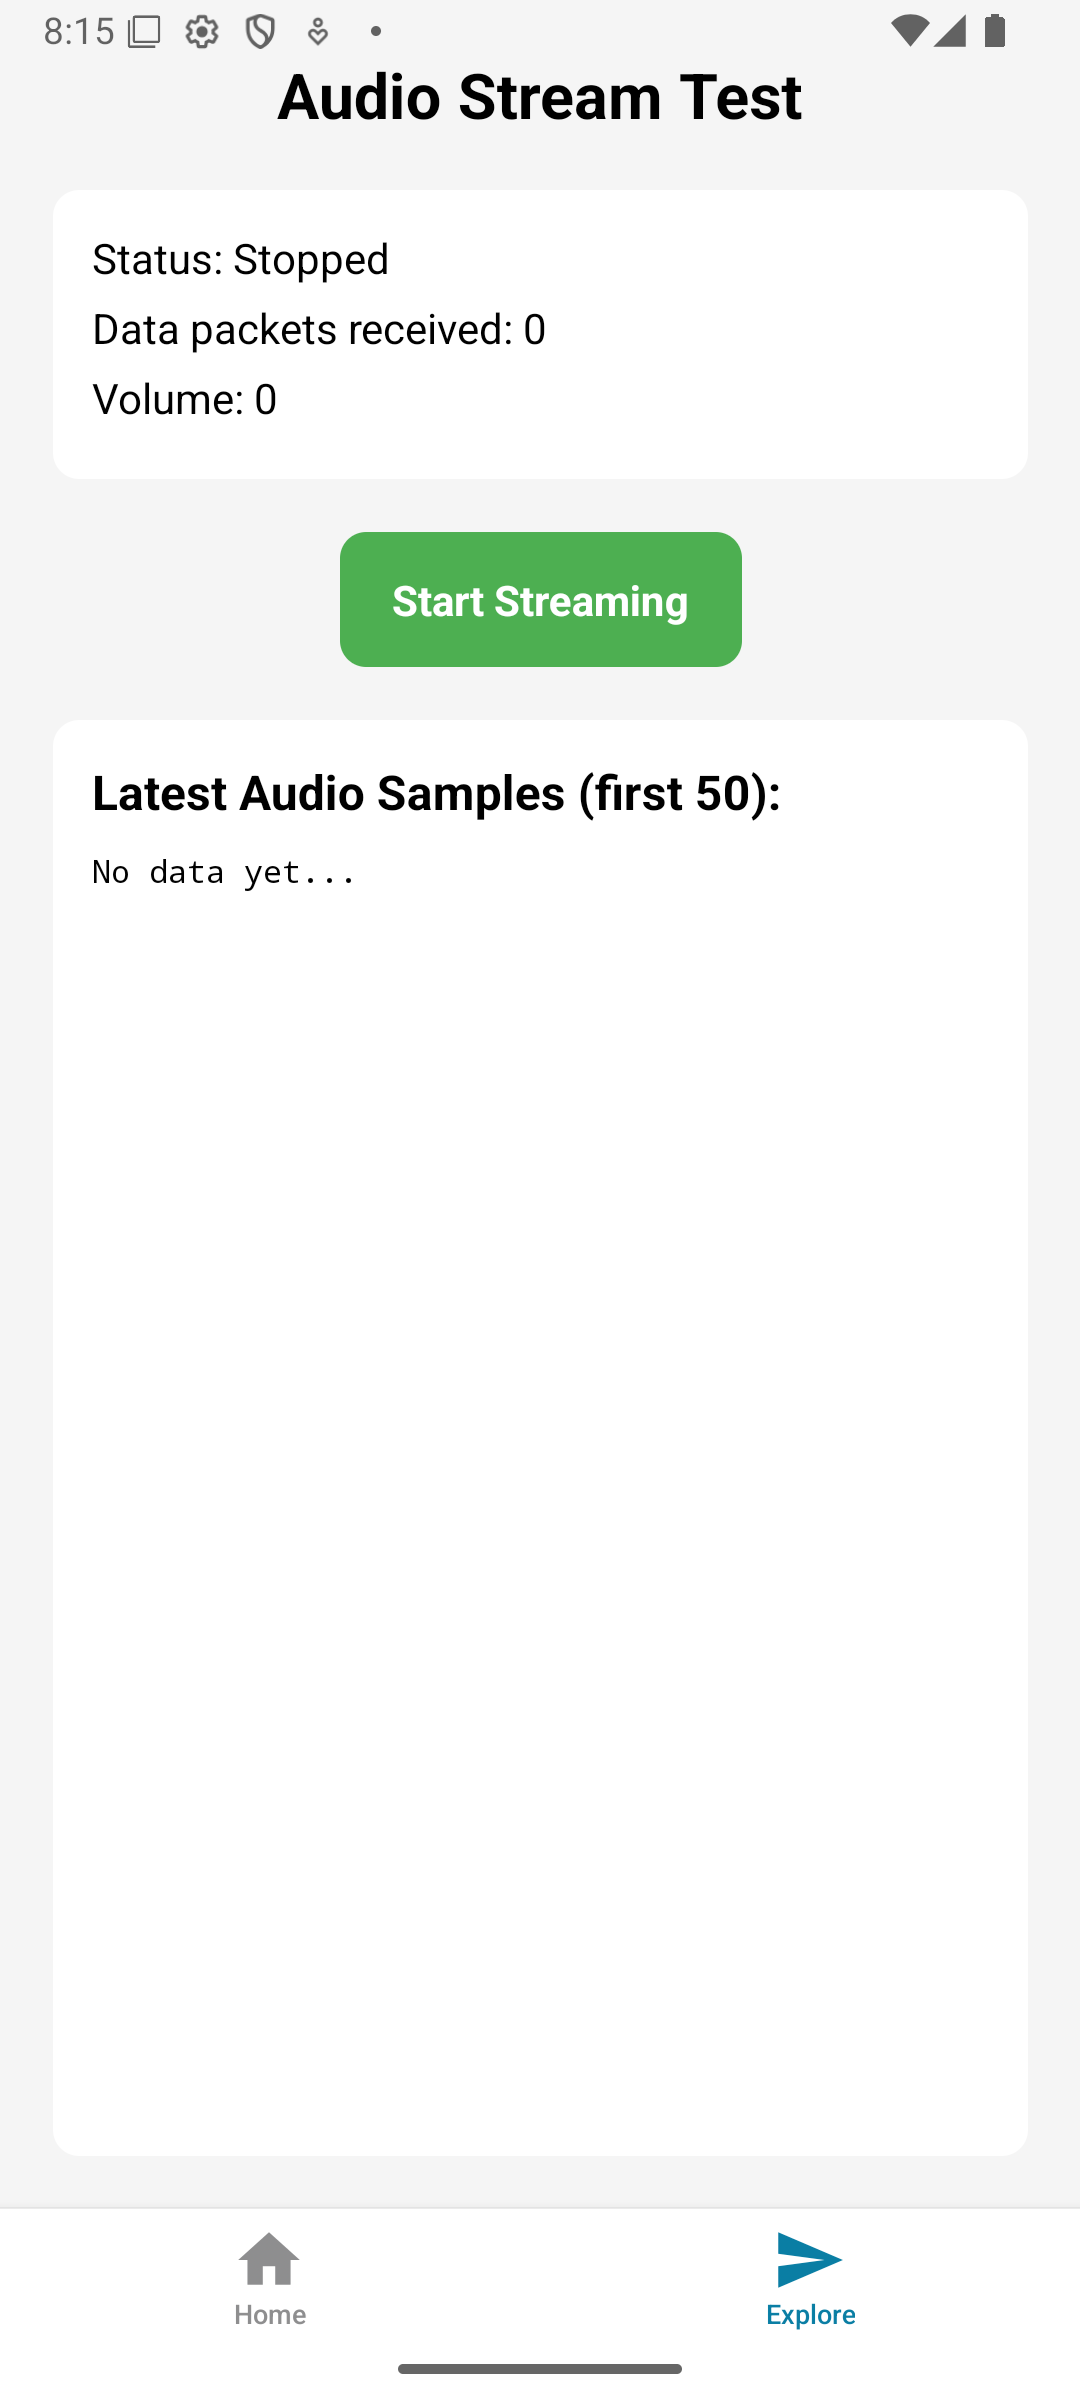 8:15
Audio Stream Test
Status: Stopped
Data packets received: 0
Volume: 0
Start Streaming
Latest Audio Samples (first 50):
No data yet...
Home
Explore